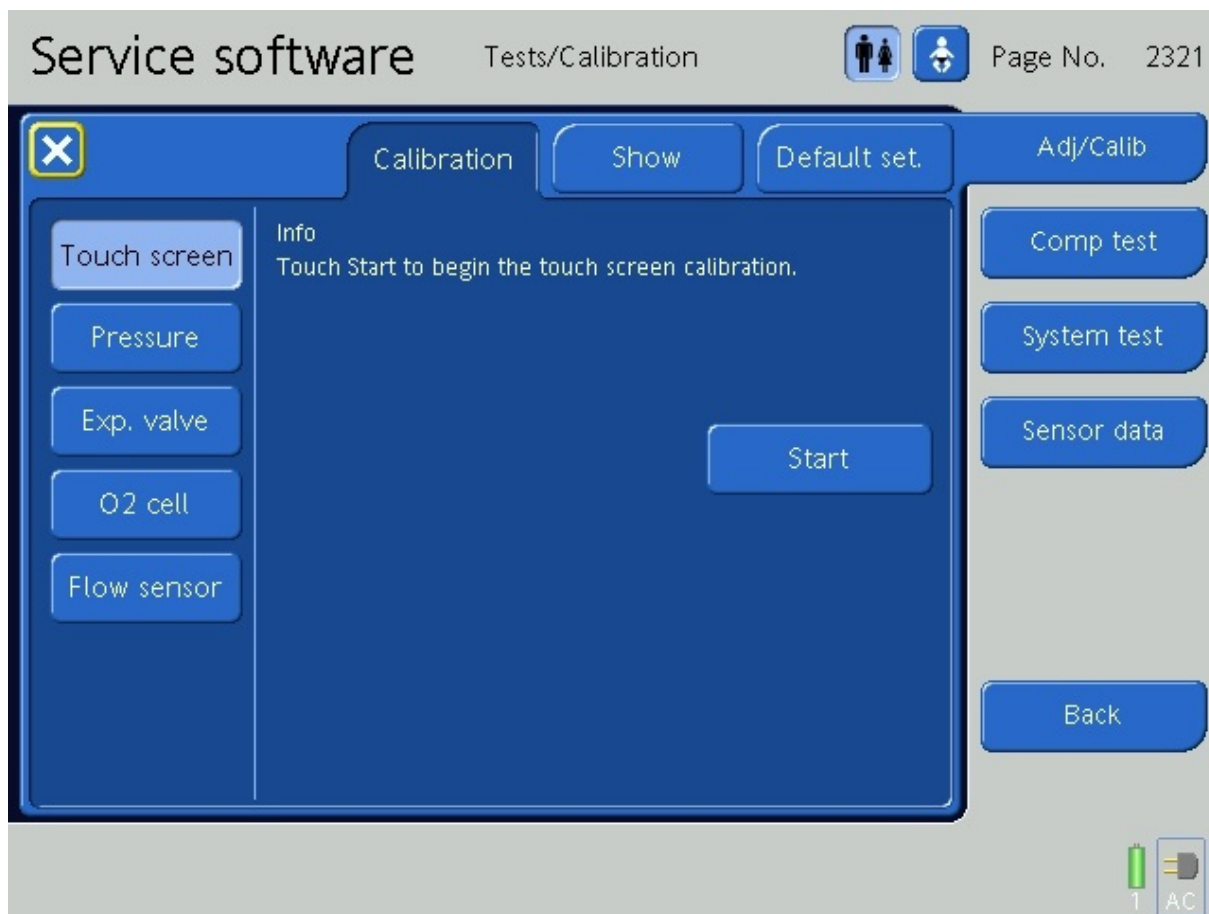 Service software Tests/Calibration Page No. 2321
Calibration Show Default set. Adj/Calib
Touch screen
Info
Touch Start to begin the touch screen calibration.
Comp test
Pressure
System test
Exp. valve
Sensor data
Start
O2 cell
Flow sensor
Back
1 AC